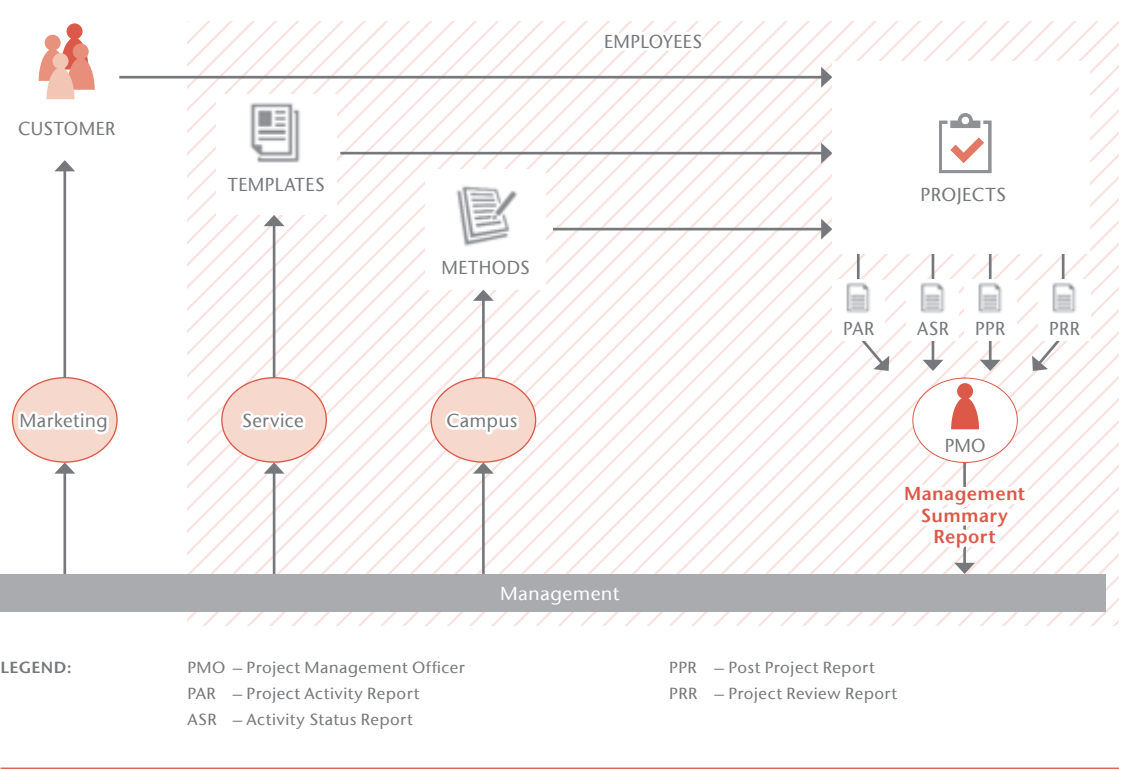 EMPLOYEES
CUSTOMER
TEMPLATES
PROJECTS
METHODS
PAR ASR PPR PRR
Marketing Service Campus
PMO
Management
Summary
Report
Management
LEGEND:
PMO – Project Management Officer
PAR – Project Activity Report
ASR – Activity Status Report
PPR – Post Project Report
PRR – Project Review Report